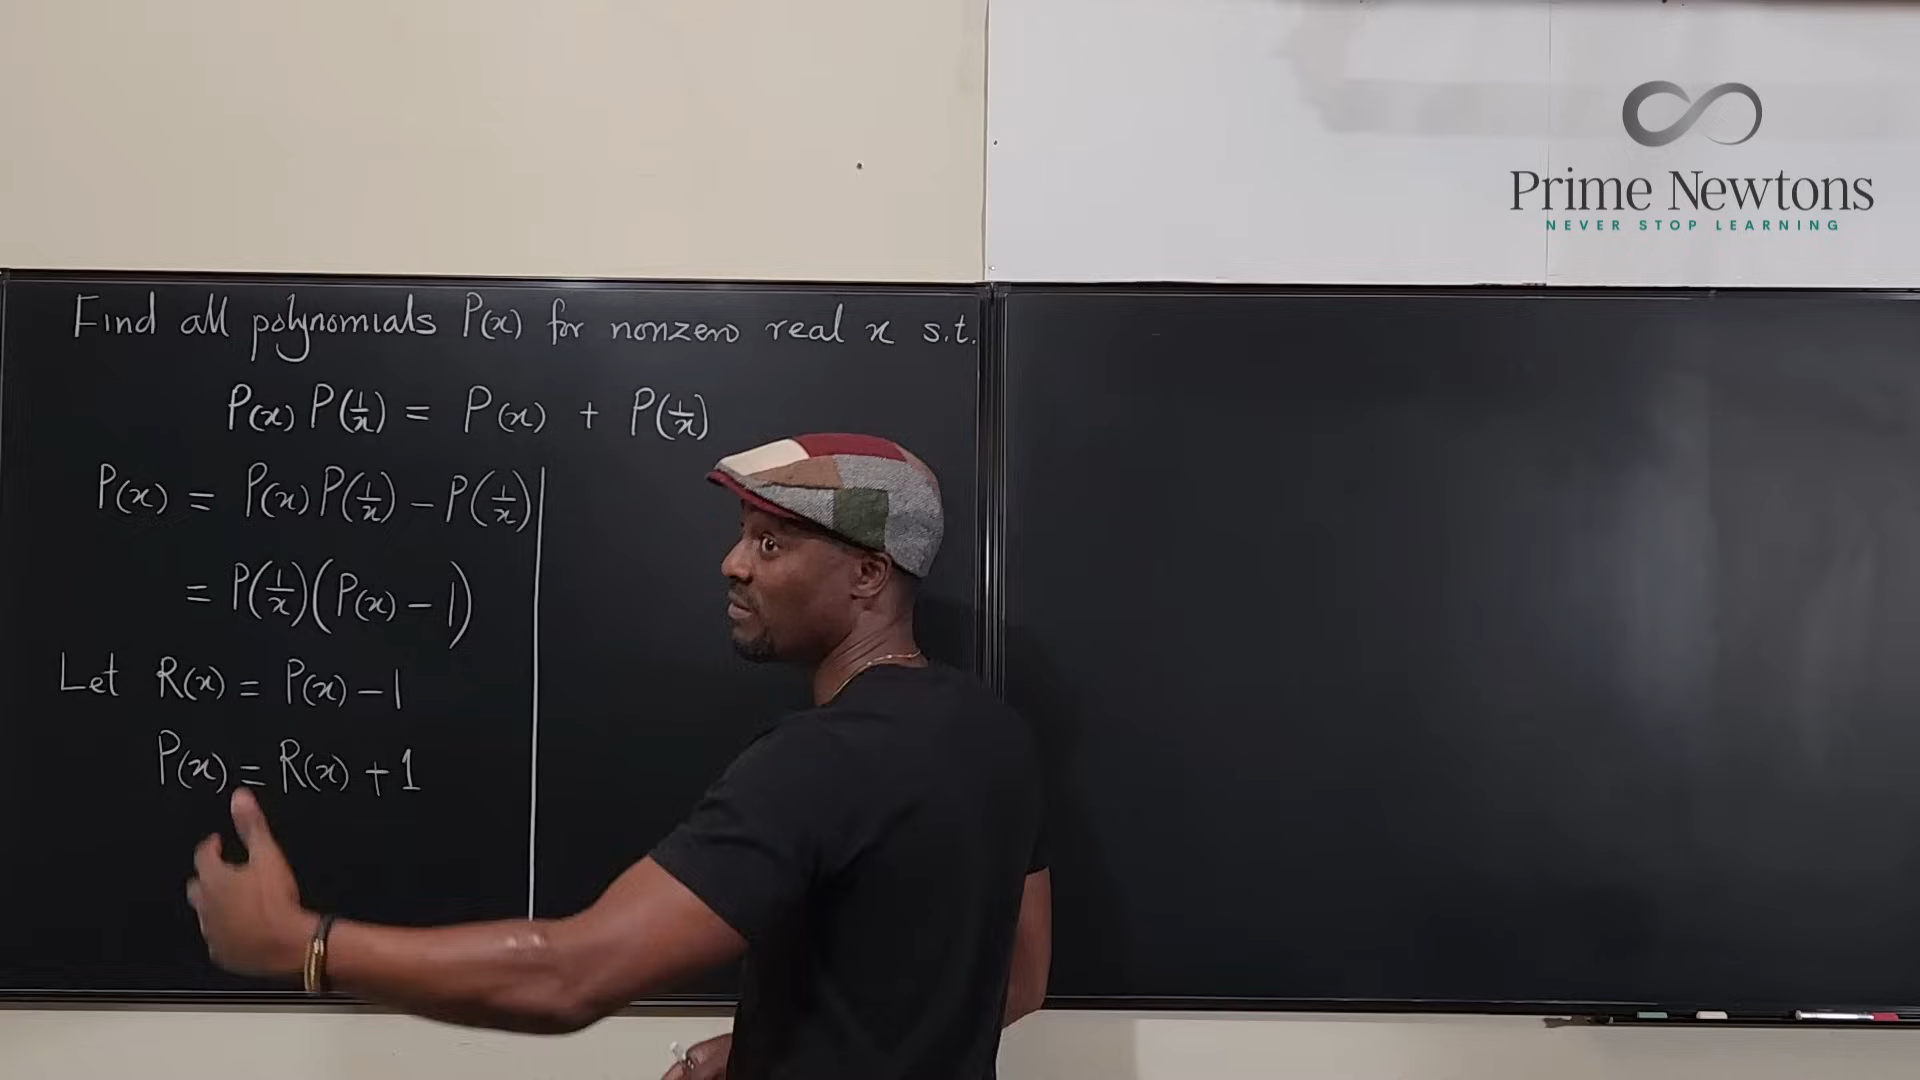 Prime Newtons
NEVER STOP LEARNING
Find all polynomials P(x) for nonzero real x s.t.
P(x) P(1/x) = P(x) + P(1/x)
P(x) = P(x) P(1/x) - P(1/x)
= P(1/x)(P(x) - 1)
Let R(x) = P(x) - 1
P(x) = R(x) + 1